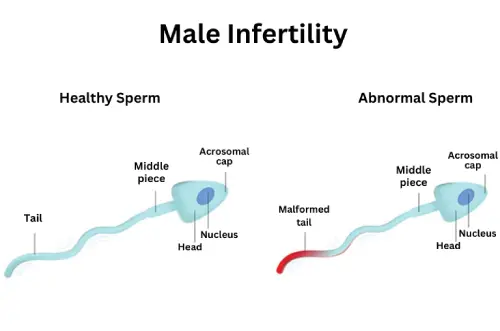 Male Infertility
Healthy Sperm
Abnormal Sperm
Acrosomal
cap
Middle
piece
Tail
Nucleus
Head
Acrosomal
cap
Middle
piece
Malformed
tail
Nucleus
Head